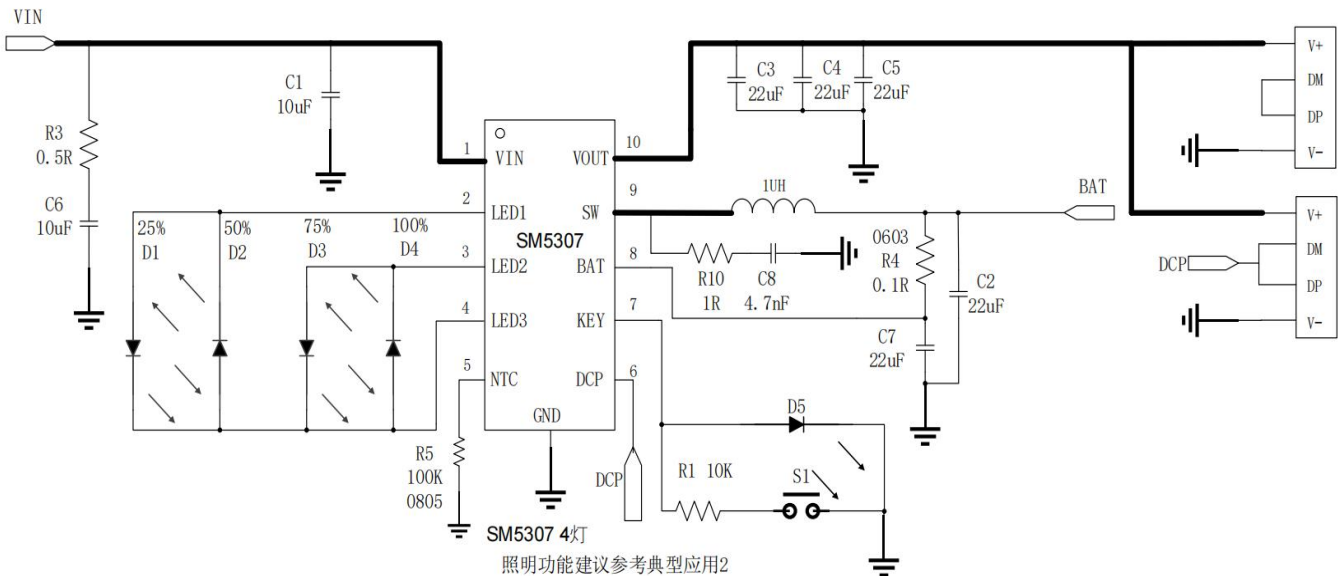 VIN
C1
10uF
R3
0.5R
C6
10uF
25%
D1
50%
D2
75%
D3
100%
D4
1
VIN
2
LED1
3
LED2
4
LED3
5
NTC
R5
100K
0805
SM5307
GND
VOUT
10
SW
9
BAT
8
KEY
7
DCP
6
C3
22uF
C4
22uF
C5
22uF
1UH
BAT
R10
1R
C8
4.7nF
0603
R4
0.1R
C2
22uF
C7
22uF
D5
R1 10K
S1
DCP
V+
DM
DP
V-
V+
DM
DP
V-
DCP
SM5307 4灯
照明功能建议参考典型应用2